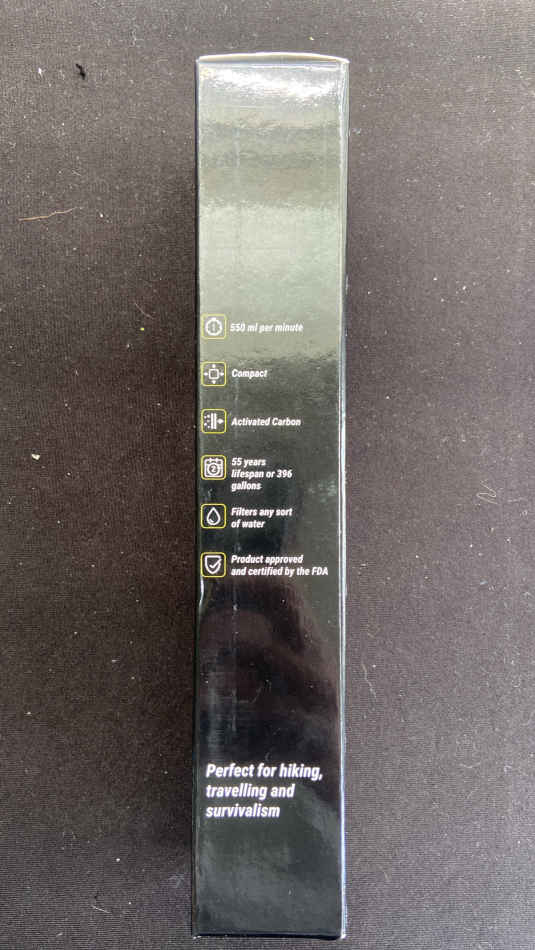 550 ml per minute
Compact
Activated Carbon
2
55 years
lifespan or 396
gallons
Filters any sort
of water
Product approved
and certified by the FDA
Perfect for hiking,
travelling and
survivalism